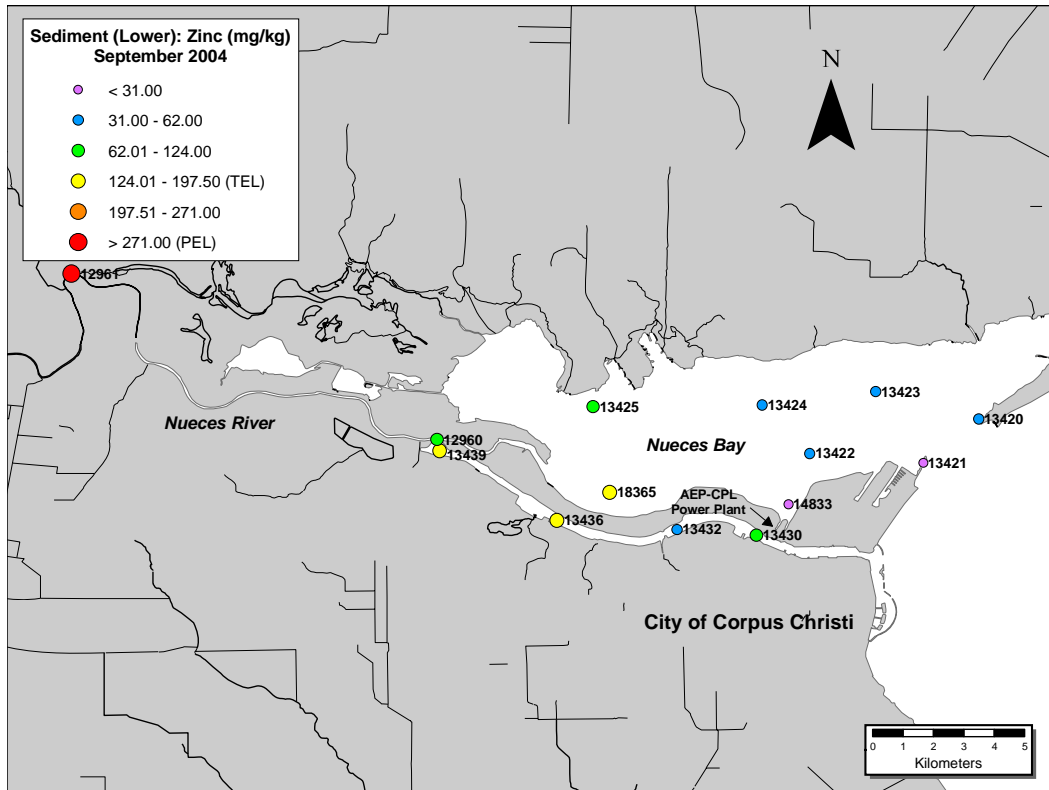 Sediment (Lower): Zinc (mg/kg)
September 2004
< 31.00
31.00 - 62.00
62.01 - 124.00
124.01 - 197.50 (TEL)
197.51 - 271.00
> 271.00 (PEL)
N
12961
13423
13424
13425
13420
Nueces River
12960
Nueces Bay
13422
13439
13421
18365
AEP-CPL
Power Plant
14833
13436
13432
13430
City of Corpus Christi
0 1 2 3 4 5
Kilometers